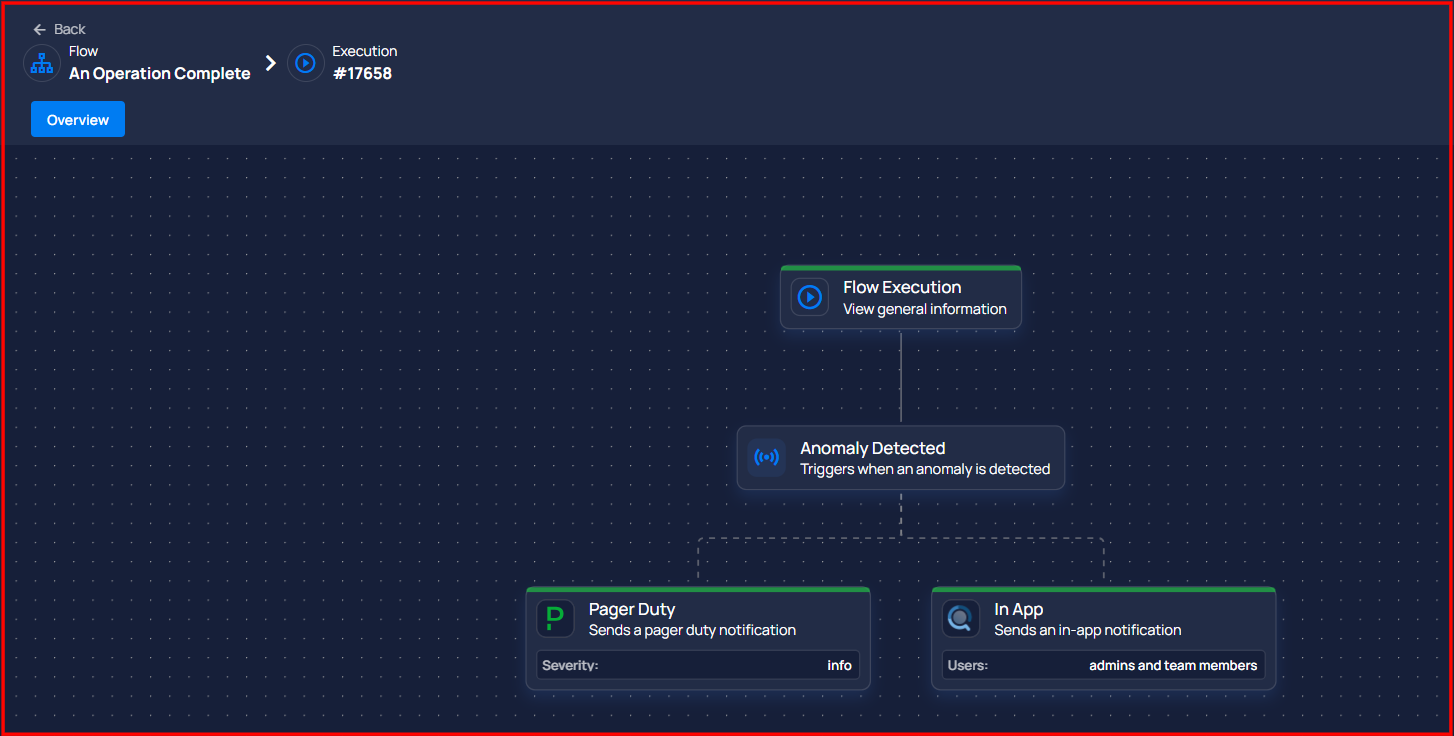 Back
Flow
An Operation Complete
Execution
#17658
Overview
Flow Execution
View general information
Anomaly Detected
Triggers when an anomaly is detected
Pager Duty
Sends a pager duty notification
Severity: info
In App
Sends an in-app notification
Users: admins and team members